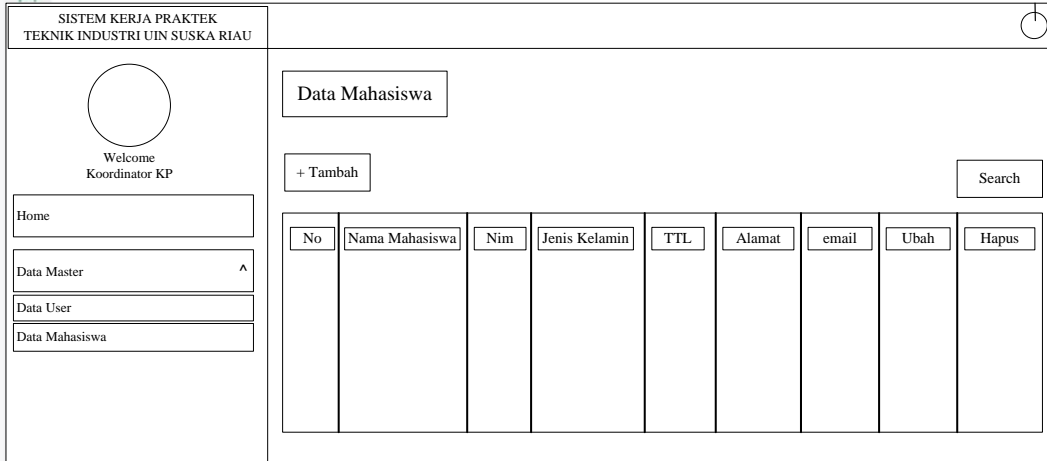 SISTEM KERJA PRAKTEK
TEKNIK INDUSTRI UIN SUSKA RIAU
Welcome
Koordinator KP
Home
Data Master ^
Data User
Data Mahasiswa
Data Mahasiswa
+ Tambah
Search
No Nama Mahasiswa Nim Jenis Kelamin TTL Alamat email Ubah Hapus